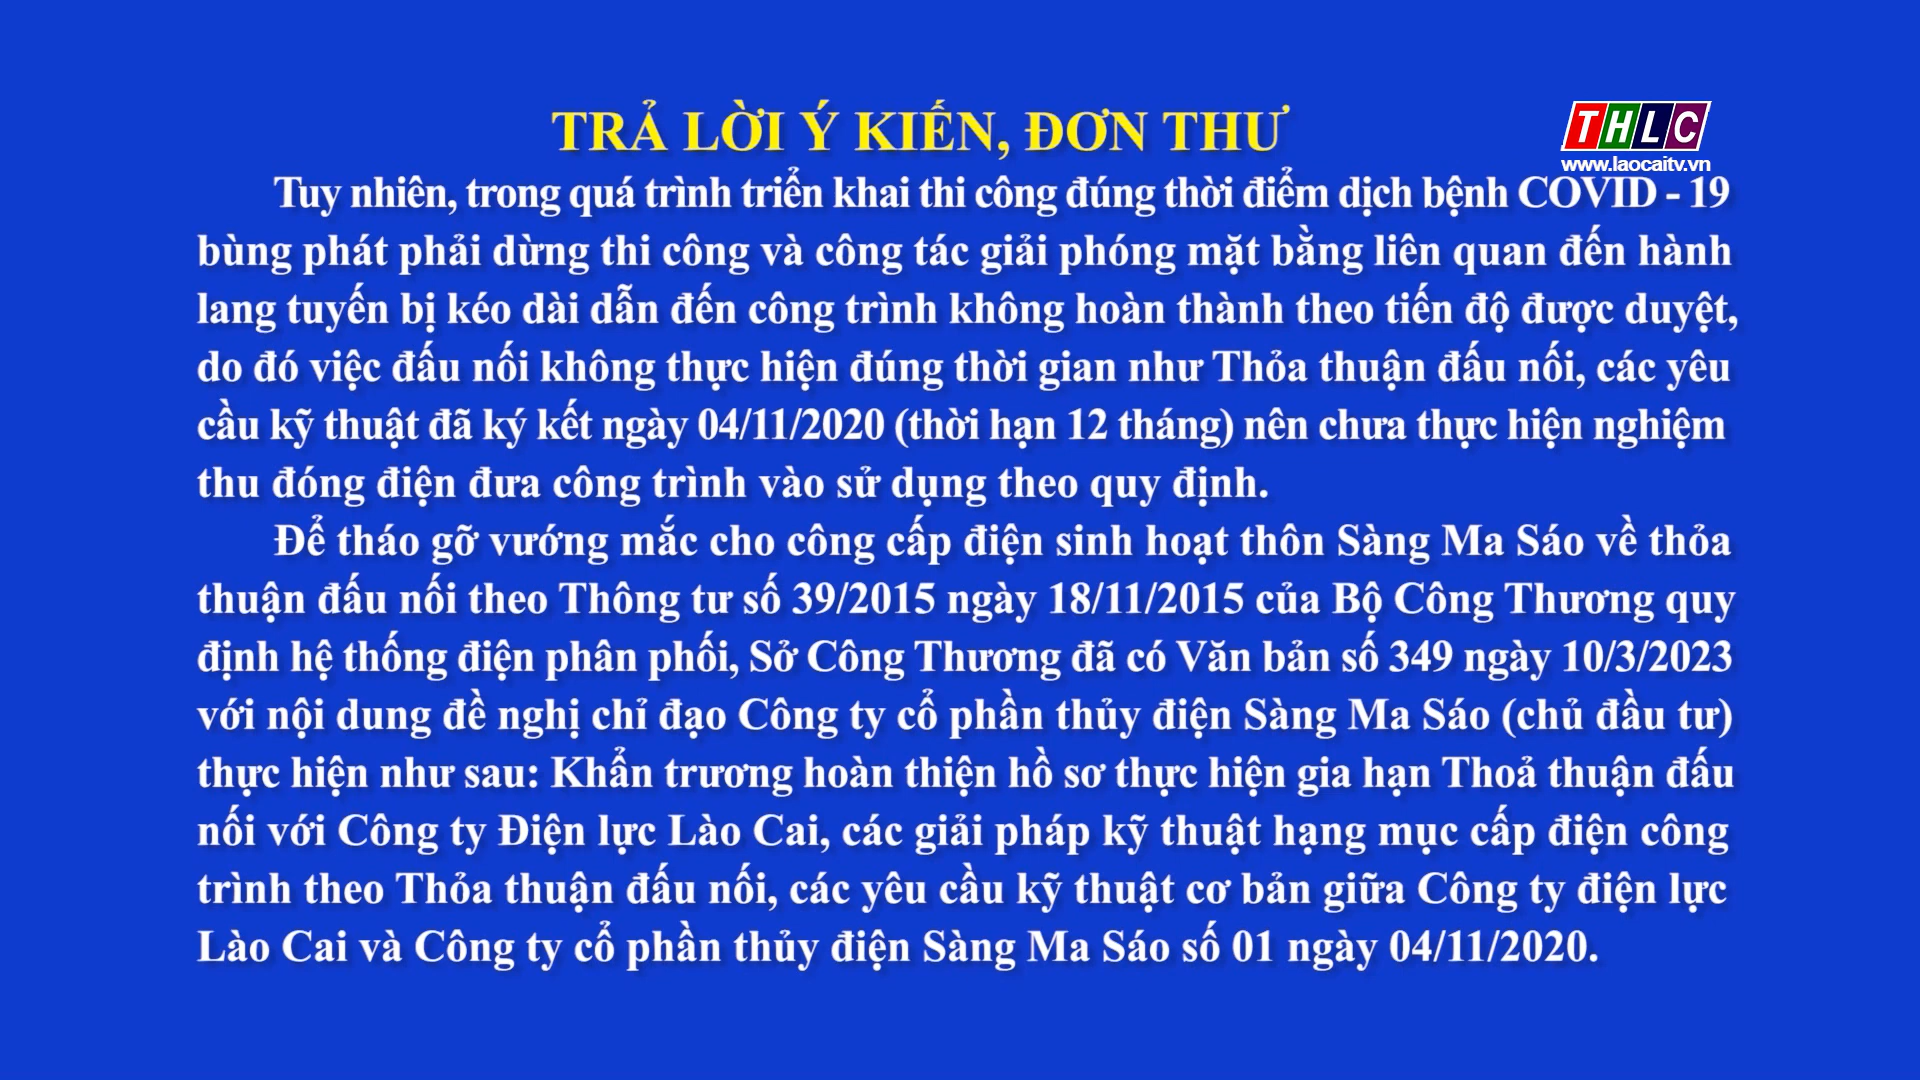 TRẢ LỜI Ý KIẾN, ĐƠN THƯ
THLC
www.laocaitv.vn
Tuy nhiên, trong quá trình triển khai thi công đúng thời điểm dịch bệnh COVID - 19
bùng phát phải dừng thi công và công tác giải phóng mặt bằng liên quan đến hành
lang tuyến bị kéo dài dẫn đến công trình không hoàn thành theo tiến độ được duyệt,
do đó việc đấu nối không thực hiện đúng thời gian như Thỏa thuận đấu nối, các yêu
cầu kỹ thuật đã ký kết ngày 04/11/2020 (thời hạn 12 tháng) nên chưa thực hiện nghiệm
thu đóng điện đưa công trình vào sử dụng theo quy định.
Để tháo gỡ vướng mắc cho công cấp điện sinh hoạt thôn Sàng Ma Sáo về thỏa
thuận đấu nối theo Thông tư số 39/2015 ngày 18/11/2015 của Bộ Công Thương quy
định hệ thống điện phân phối, Sở Công Thương đã có Văn bản số 349 ngày 10/3/2023
với nội dung đề nghị chỉ đạo Công ty cổ phần thủy điện Sàng Ma Sáo (chủ đầu tư)
thực hiện như sau: Khẩn trương hoàn thiện hồ sơ thực hiện gia hạn Thoả thuận đấu
nối với Công ty Điện lực Lào Cai, các giải pháp kỹ thuật hạng mục cấp điện công
trình theo Thỏa thuận đấu nối, các yêu cầu kỹ thuật cơ bản giữa Công ty điện lực
Lào Cai và Công ty cổ phần thủy điện Sàng Ma Sáo số 01 ngày 04/11/2020.